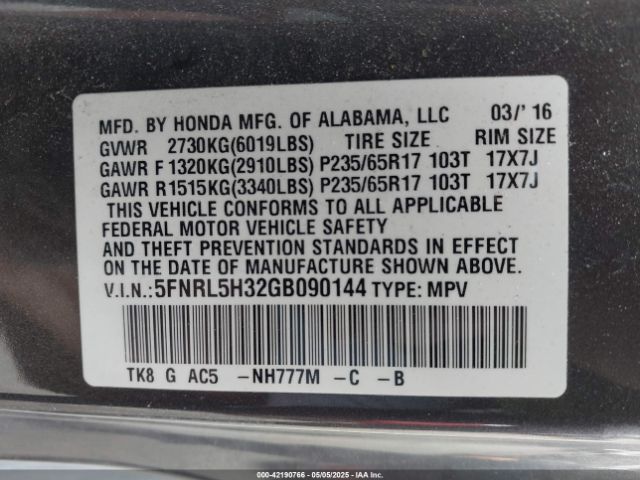 MFD. BY HONDA MFG. OF ALABAMA, LLC 03/'16
GVWR 2730KG(6019LBS) TIRE SIZE RIM SIZE
GAWR F 1320KG(2910LBS) P235/65R17 103T 17X7J
GAWR R1515KG(3340LBS) P235/65R17 103T 17X7J
THIS VEHICLE CONFORMS TO ALL APPLICABLE
FEDERAL MOTOR VEHICLE SAFETY
AND THEFT PREVENTION STANDARDS IN EFFECT
ON THE DATE OF MANUFACTURE SHOWN ABOVE.
V.I.N.:5FNRL5H32GB090144 TYPE: MPV
TK8 G AC5 -NH777M -C -B
000-42190766 - 05/05/2025 - IAA Inc.